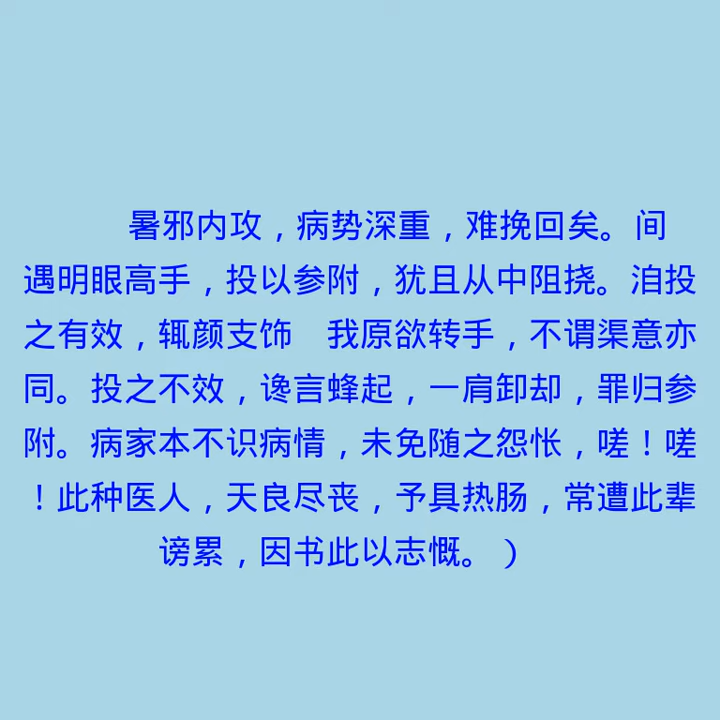 暑邪内攻，病势深重，难挽回矣。间
遇明眼高手，投以参附，犹且从中阻挠。洎投
之有效，辄颜支饰　我原欲转手，不谓渠意亦
同。投之不效，谗言蜂起，一肩卸却，罪归参
附。病家本不识病情，未免随之怨怅，嗟！嗟
！此种医人，天良尽丧，予具热肠，常遭此辈
谤累，因书此以志慨。）